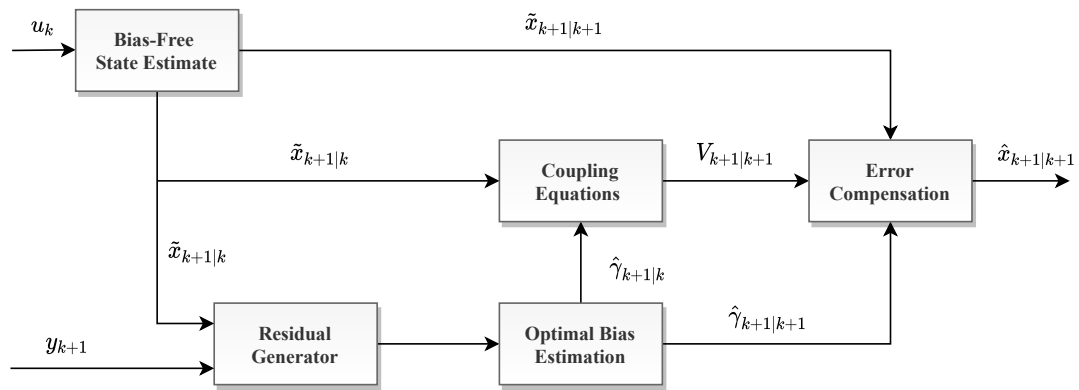 u_k
Bias-Free
State Estimate
x̃_{k+1|k+1}
x̃_{k+1|k}
Coupling
Equations
V_{k+1|k+1}
Error
Compensation
x̂_{k+1|k+1}
x̃_{k+1|k}
γ̂_{k+1|k}
y_{k+1}
Residual
Generator
Optimal Bias
Estimation
γ̂_{k+1|k+1}